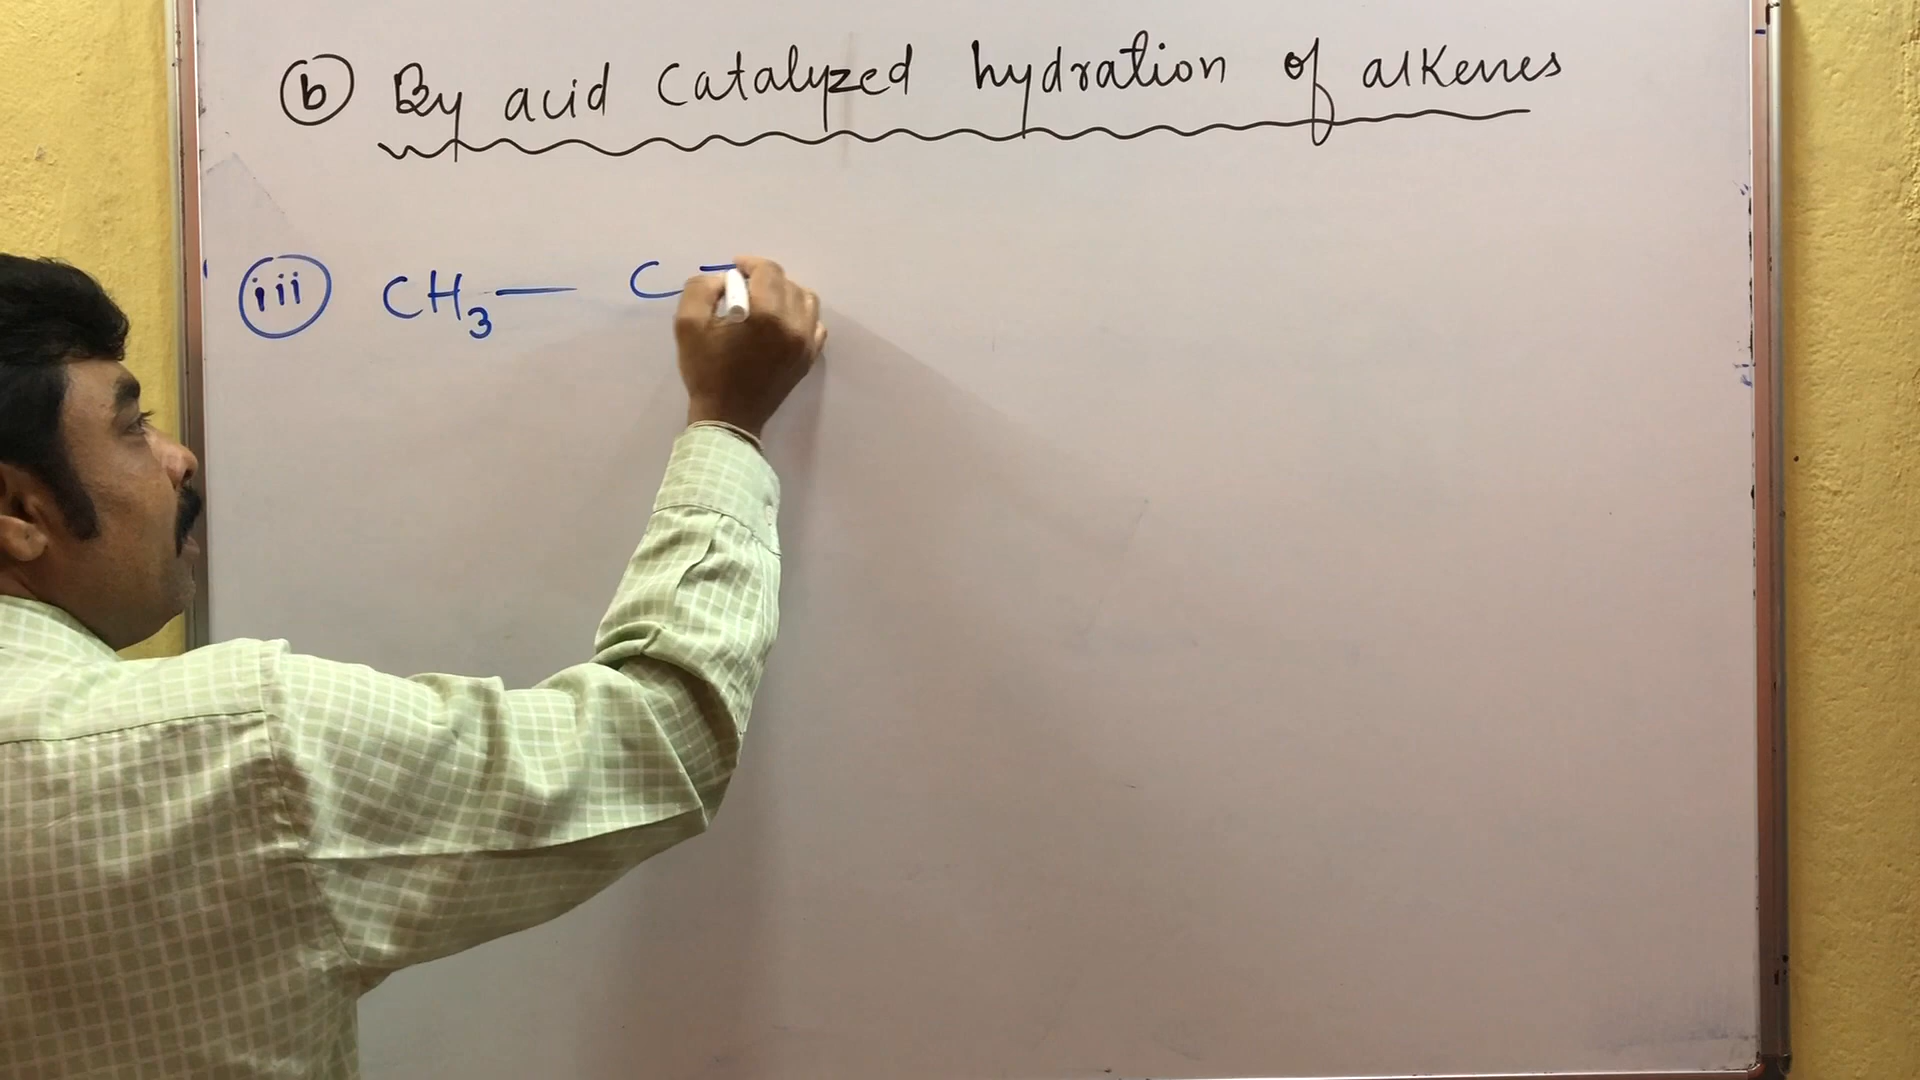 (b) By acid catalyzed hydration of alkenes
(iii) CH₃ — C =